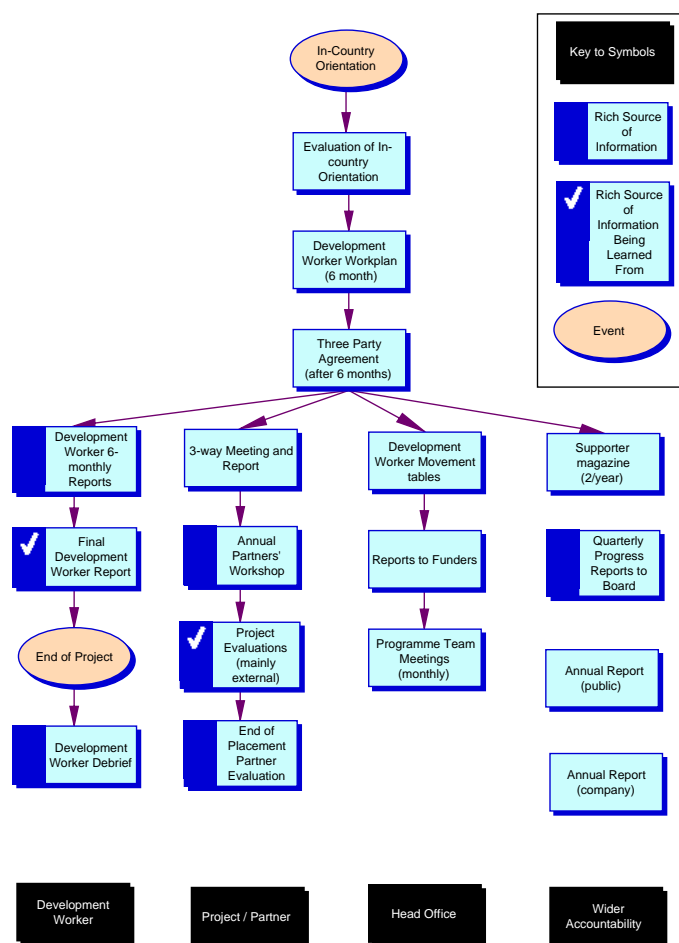 In-Country
Orientation
Evaluation of In-
country
Orientation
Development
Worker Workplan
(6 month)
Three Party
Agreement
(after 6 months)
Key to Symbols
Rich Source
of
Information
Rich Source
of
Information
Being
Learned
From
Event
Development
Worker 6-
monthly
Reports
3-way Meeting and
Report
Development
Worker Movement
tables
Supporter
magazine
(2/year)
Final
Development
Worker Report
Annual
Partners'
Workshop
Reports to Funders
Quarterly
Progress
Reports to
Board
End of Project
Project
Evaluations
(mainly
external)
Programme Team
Meetings
(monthly)
Annual Report
(public)
Development
Worker Debrief
End of
Placement
Partner
Evaluation
Annual Report
(company)
Development
Worker
Project / Partner
Head Office
Wider
Accountability